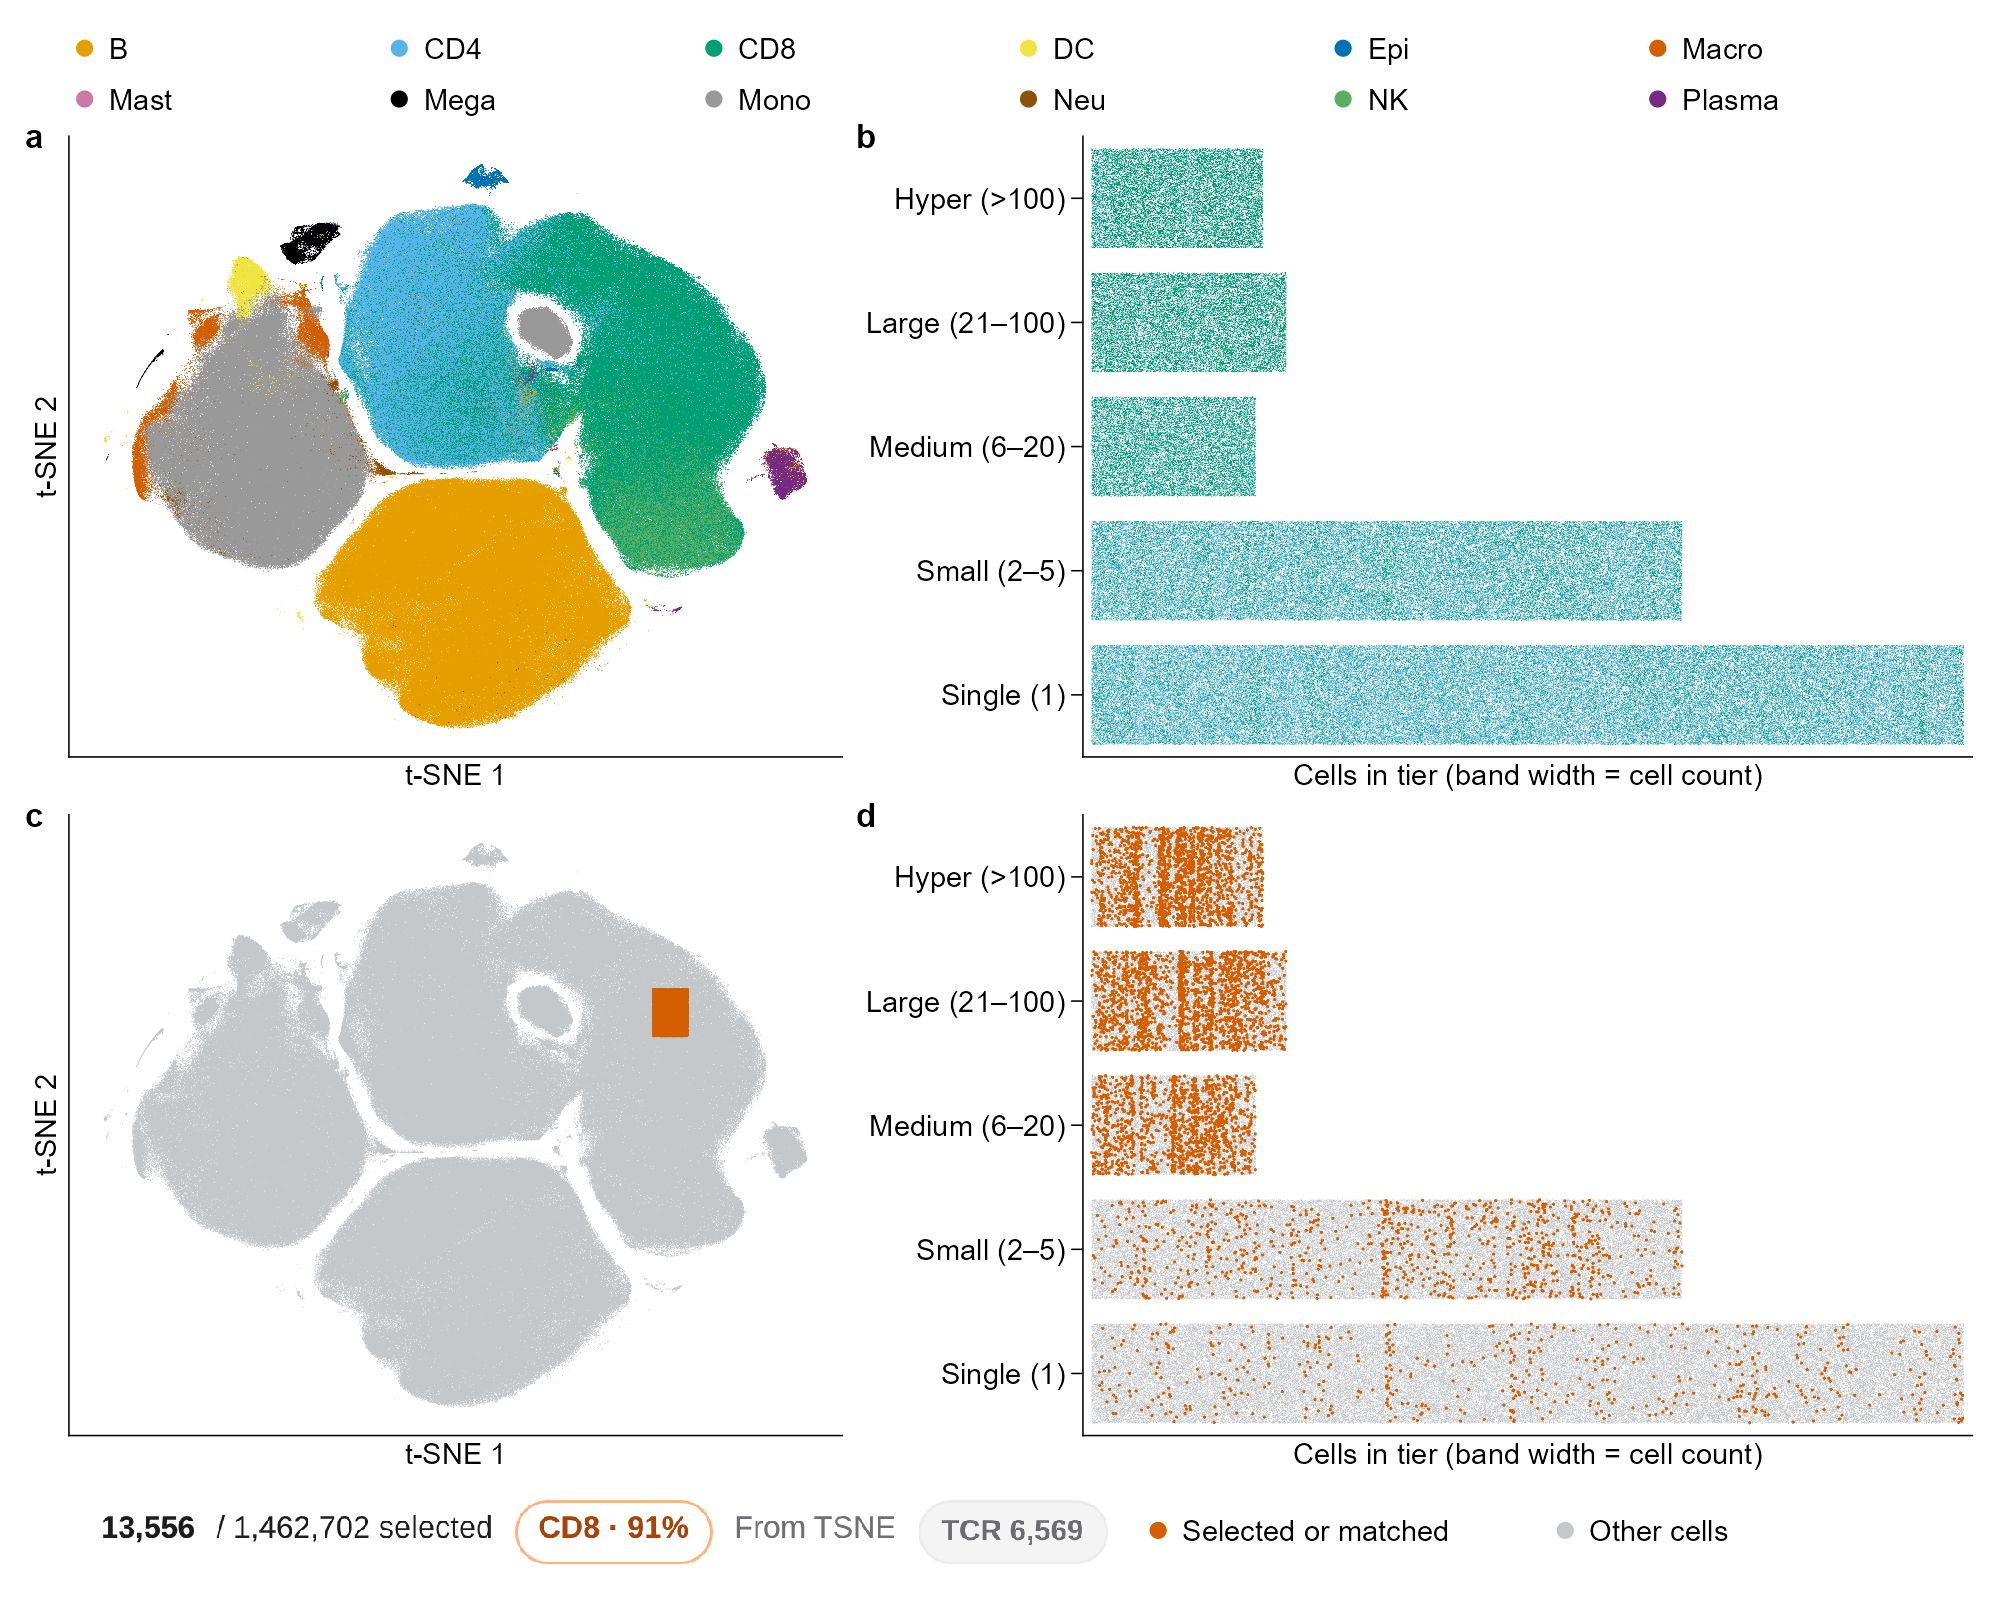 B CD4 CD8 DC Epi Macro
Mast Mega Mono Neu NK Plasma
a
t-SNE 2
t-SNE 1
b
Hyper (>100)
Large (21–100)
Medium (6–20)
Small (2–5)
Single (1)
Cells in tier (band width = cell count)
c
t-SNE 2
t-SNE 1
d
Hyper (>100)
Large (21–100)
Medium (6–20)
Small (2–5)
Single (1)
Cells in tier (band width = cell count)
13,556 / 1,462,702 selected CD8 · 91% From TSNE TCR 6,569 Selected or matched Other cells